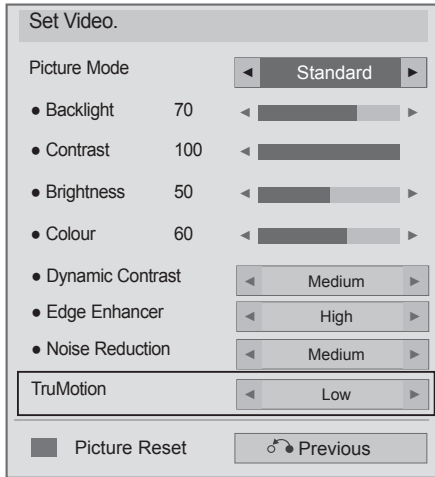 Set Video.
Picture Mode ◄ Standard ►
● Backlight 70 ◄ ►
● Contrast 100 ◄
● Brightness 50 ◄ ►
● Colour 60 ◄ ►
● Dynamic Contrast ◄ Medium ►
● Edge Enhancer ◄ High ►
● Noise Reduction ◄ Medium ►
TruMotion ◄ Low ►
Picture Reset Previous